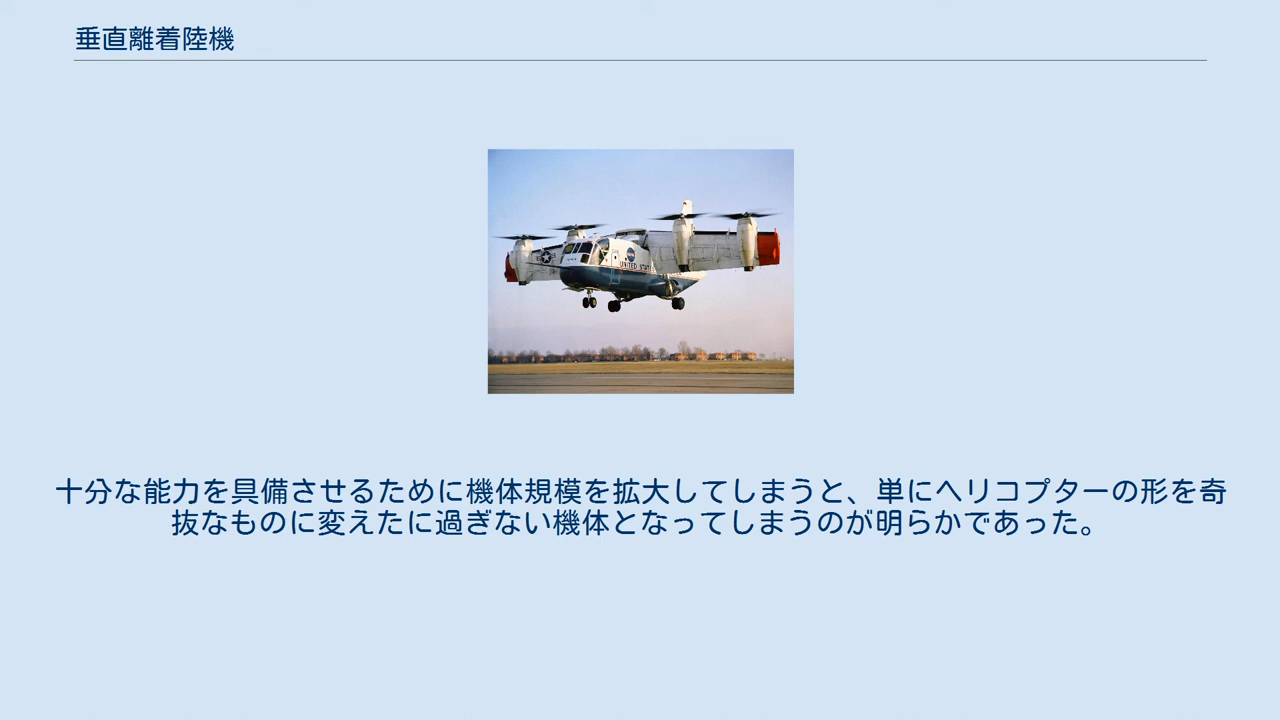 垂直離着陸機
UNITED STAT
十分な能力を具備させるために機体規模を拡大してしまうと、単にヘリコプターの形を奇
抜なものに変えたに過ぎない機体となってしまうのが明らかであった。